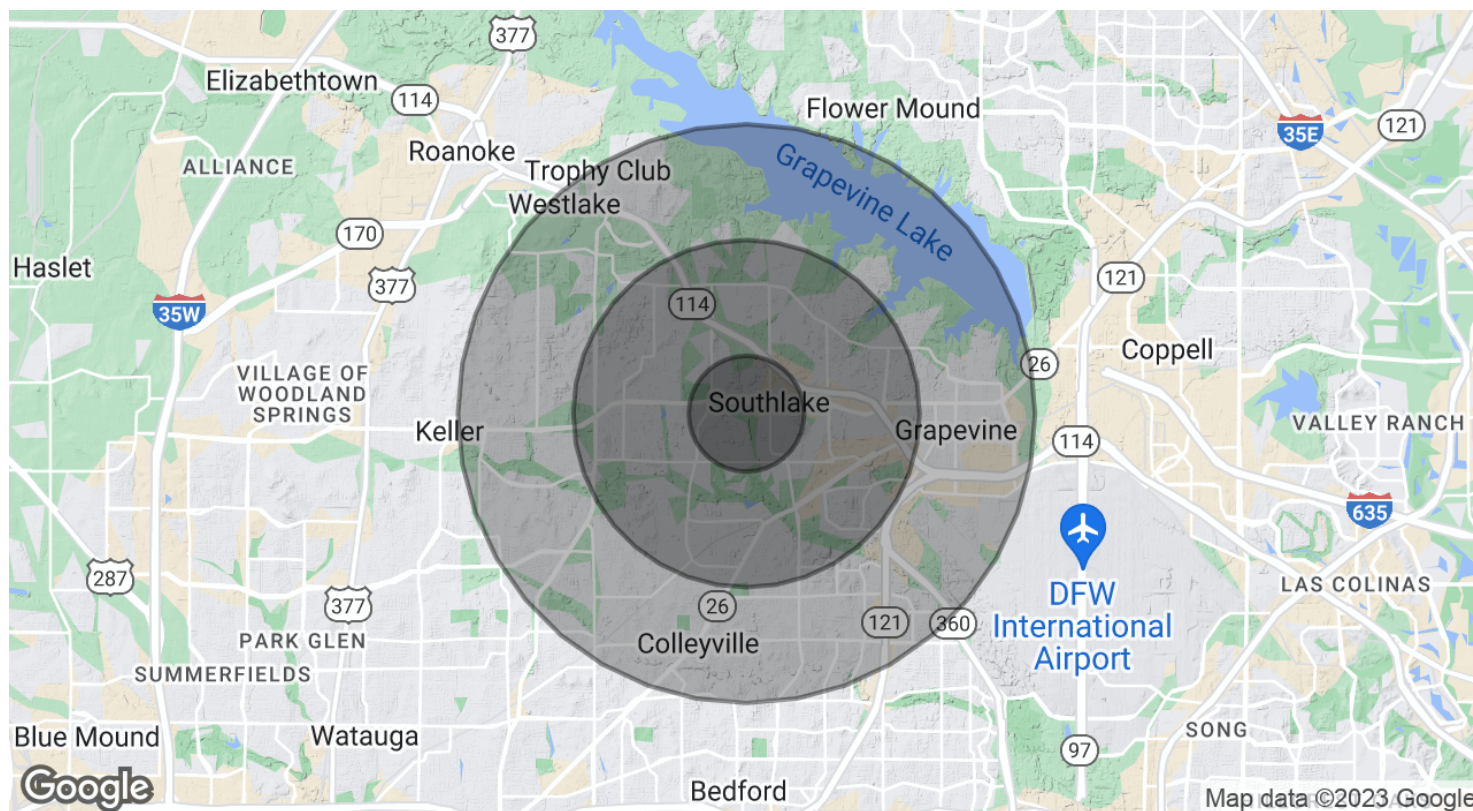 377
Elizabethtown
114
Flower Mound
35E
121
Roanoke
ALLIANCE
Trophy Club
Grapevine Lake
Westlake
170
Haslet
377
121
114
35W
Coppell
26
VILLAGE OF
WOODLAND
SPRINGS
Southlake
Keller
Grapevine
VALLEY RANCH
114
635
287
DFW
International
Airport
LAS COLINAS
377
26
121
360
PARK GLEN
Colleyville
SUMMERFIELDS
Blue Mound
Watauga
SONG
97
Google
Bedford
Map data ©2023 Google